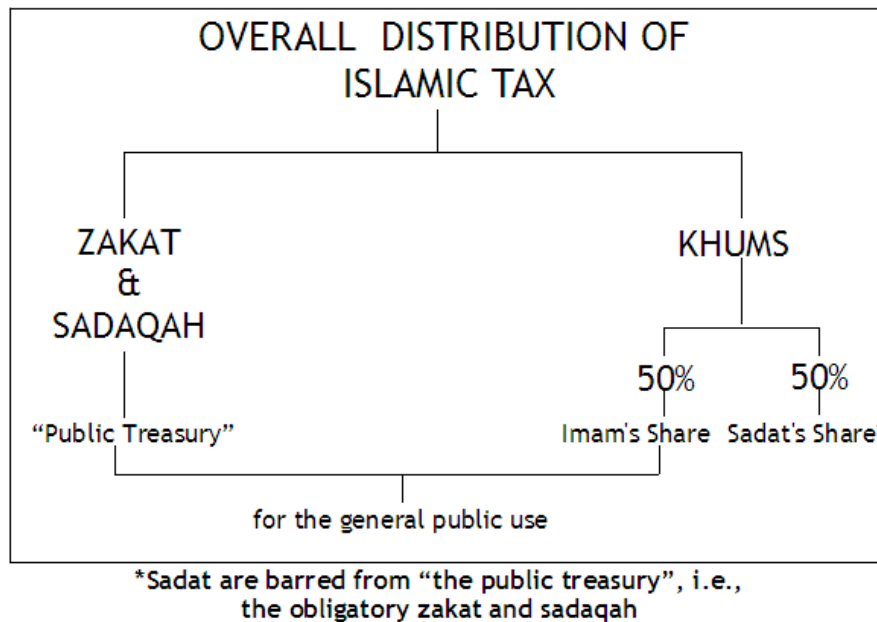 OVERALL DISTRIBUTION OF
ISLAMIC TAX
ZAKAT
&
SADAQAH
KHUMS
50%
50%
“Public Treasury”
Imam's Share
Sadat's Share
for the general public use
*Sadat are barred from “the public treasury”, i.e.,
the obligatory zakat and sadaqah